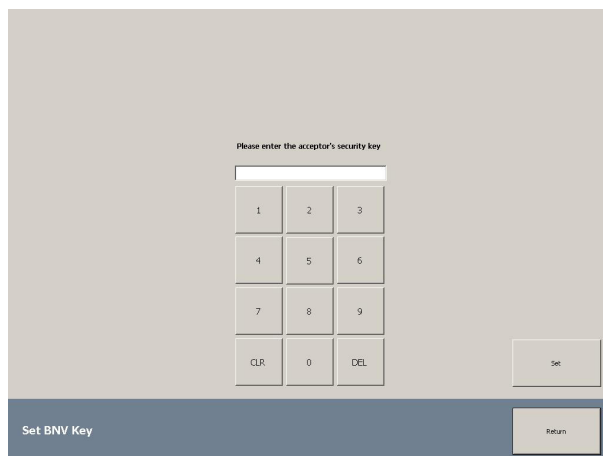 Please enter the acceptor's security key
1 2 3
4 5 6
7 8 9
CLR 0 DEL
Set
Set BNV Key
Return